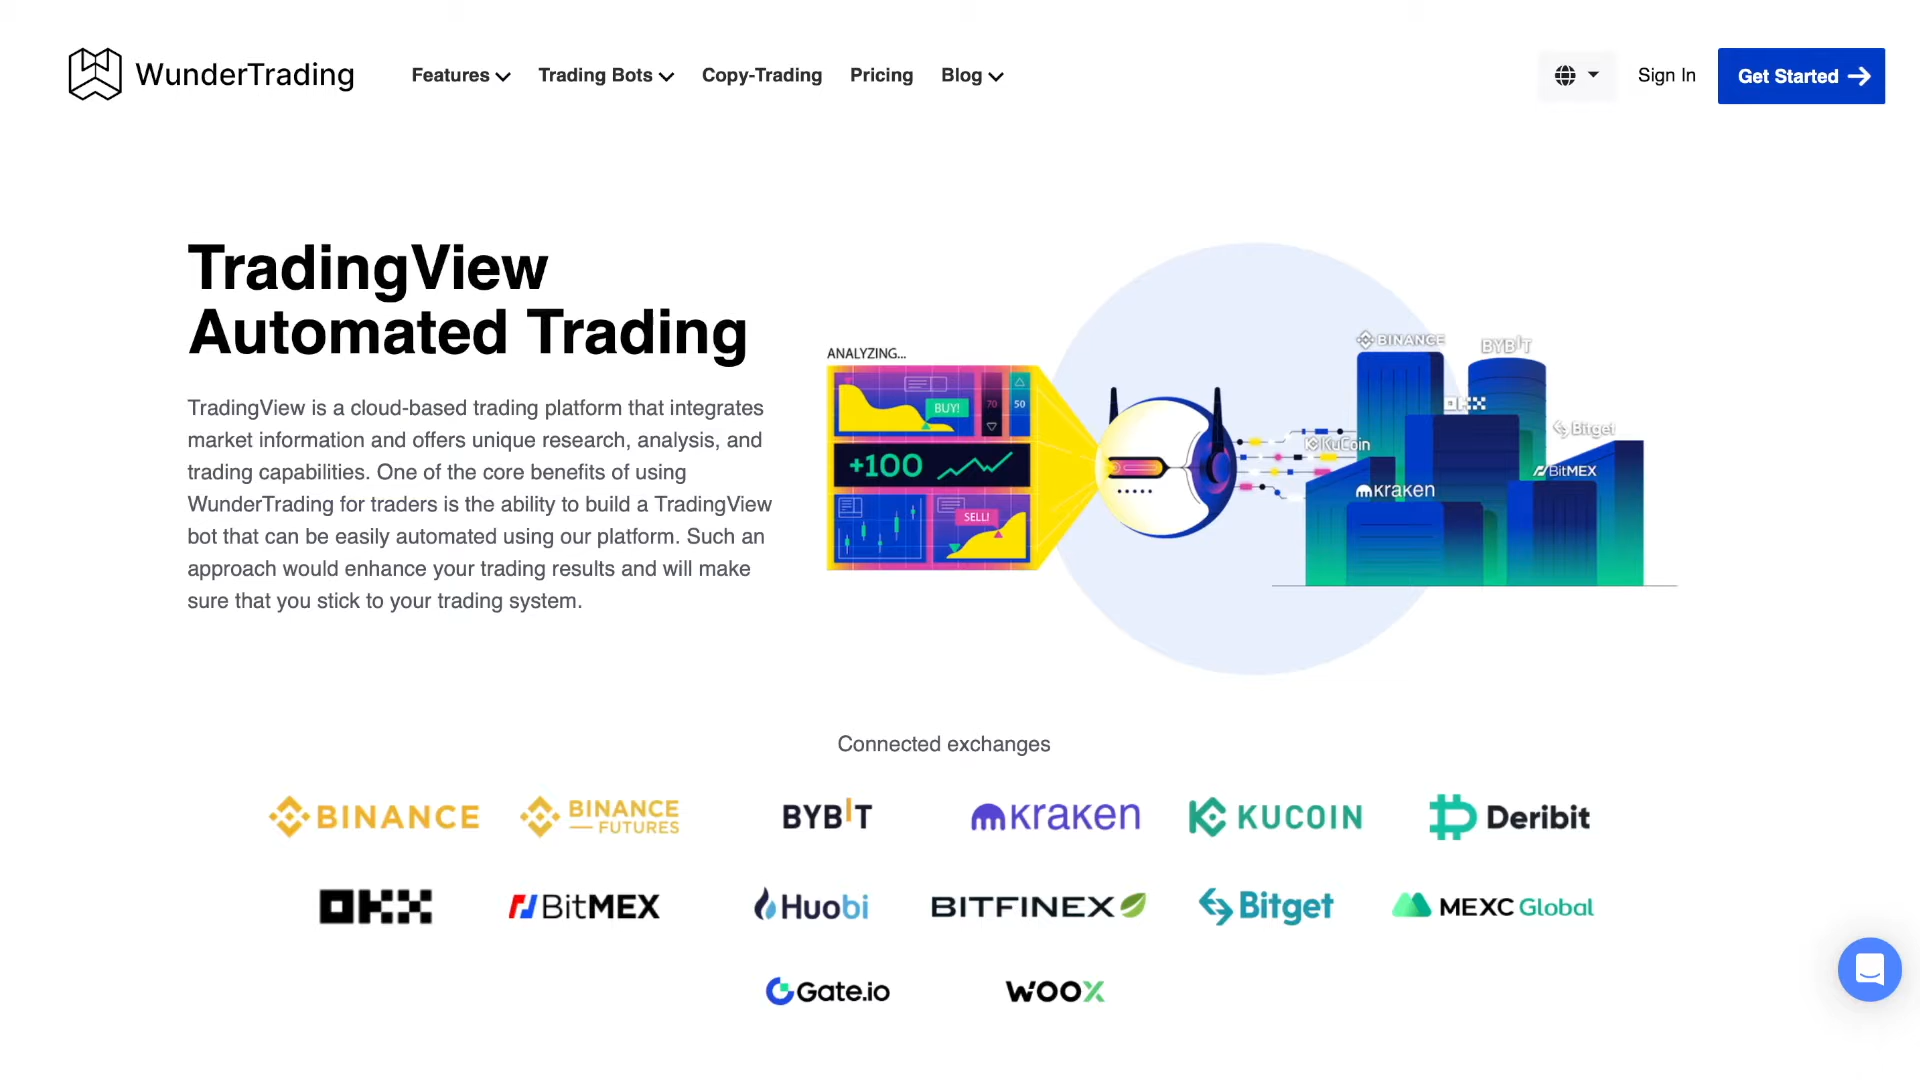 WunderTrading
Features
Trading Bots
Copy-Trading
Pricing
Blog
Sign In
Get Started
TradingView
Automated Trading
TradingView is a cloud-based trading platform that integrates
market information and offers unique research, analysis, and
trading capabilities. One of the core benefits of using
WunderTrading for traders is the ability to build a TradingView
bot that can be easily automated using our platform. Such an
approach would enhance your trading results and will make
sure that you stick to your trading system.
ANALYZING...
BUY!
70
50
+100
SELL!
BINANCE
BYBIT
OKX
Bitget
KuCoin
BitMEX
kraken
Connected exchanges
BINANCE
BINANCE
FUTURES
BYBIT
kraken
KUCOIN
Deribit
OKX
BitMEX
Huobi
BITFINEX
Bitget
MEXC Global
Gate.io
WOOX